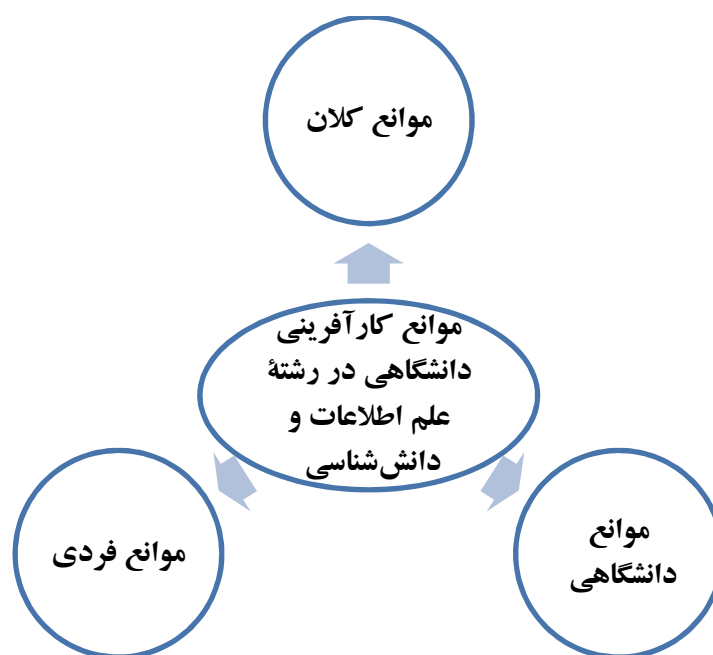 موانع کلان
موانع کارآفرینی
دانشگاهی در رشتهٔ
علم اطلاعات و
دانش‌شناسی
موانع
دانشگاهی
موانع فردی